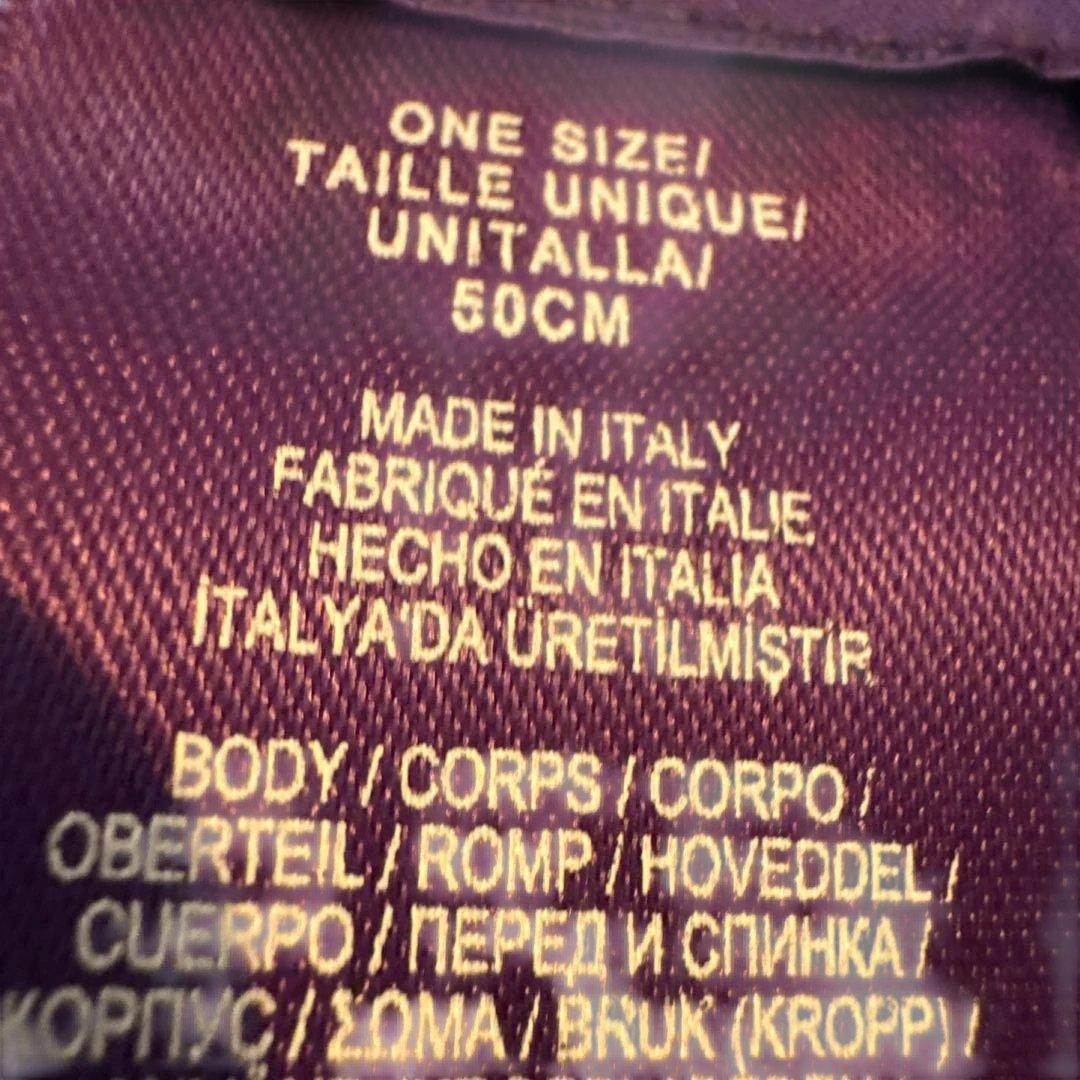 ONE SIZE/
TAILLE UNIQUE/
UNITALLA/
50CM
MADE IN ITALY
FABRIQUÉ EN ITALIE
HECHO EN ITALIA
İTALYA'DA ÜRETİLMİŞTİR
BODY / CORPS / CORPO /
OBERTEIL / ROMP / HOVEDDEL /
CUERPO / ПЕРЕД И СПИНКА /
КОРПУС / ΣΩΜΑ / BRUK (KROPP) /